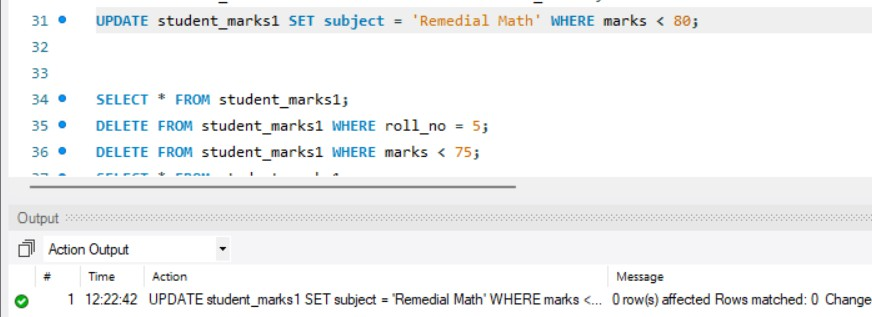 31 UPDATE student_marks1 SET subject = 'Remedial Math' WHERE marks < 80;
32
33
34 SELECT * FROM student_marks1;
35 DELETE FROM student_marks1 WHERE roll_no = 5;
36 DELETE FROM student_marks1 WHERE marks < 75;
Output
Action Output
# Time Action Message
1 12:22:42 UPDATE student_marks1 SET subject = 'Remedial Math' WHERE marks <... 0 row(s) affected Rows matched: 0 Change